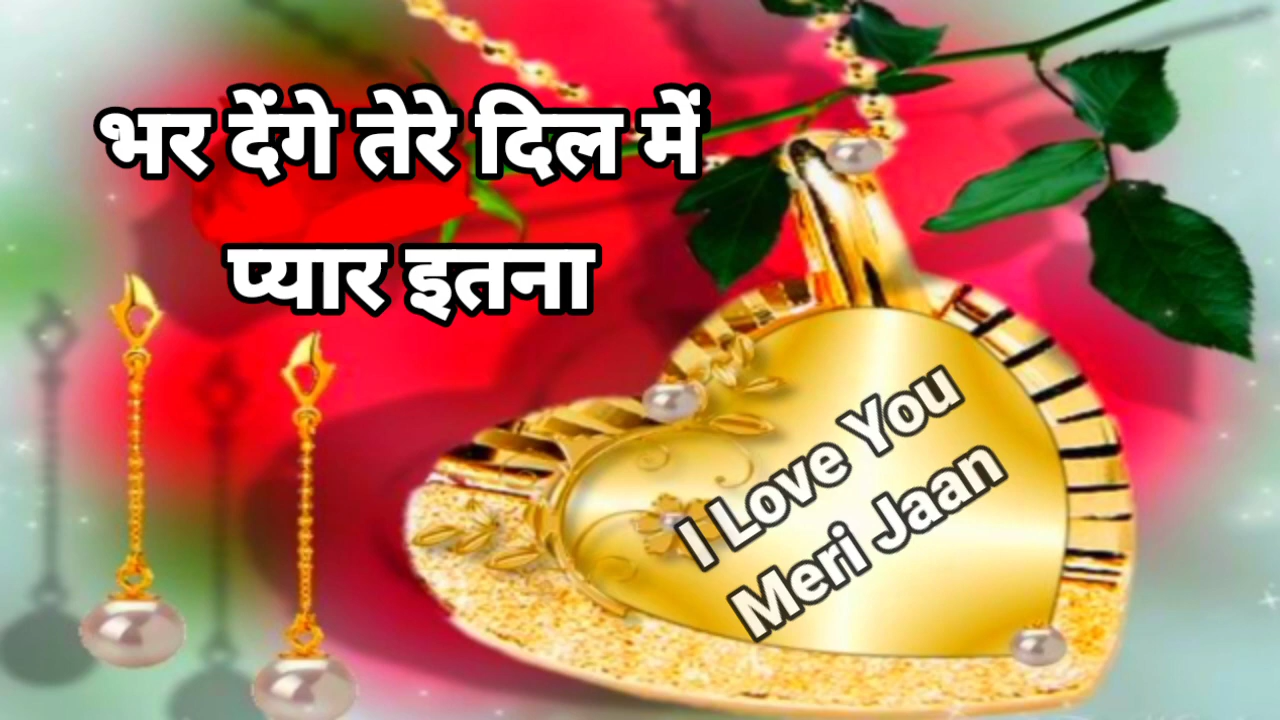 भर देंगे तेरे दिल में
प्यार इतना
I Love You
Meri Jaan